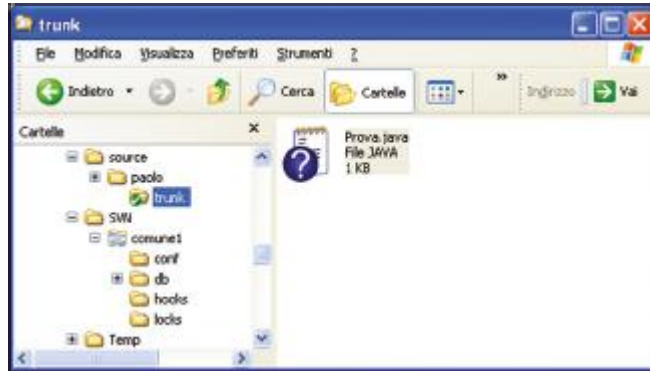 trunk
File Modifica Visualizza Preferiti Strumenti ?
Indietro Cerca Cartelle » Indirizzo Vai
Cartelle x
Prova.java
File JAVA
1 KB
source
paolo
trunk
SVN
comune1
conf
db
hooks
locks
Temp